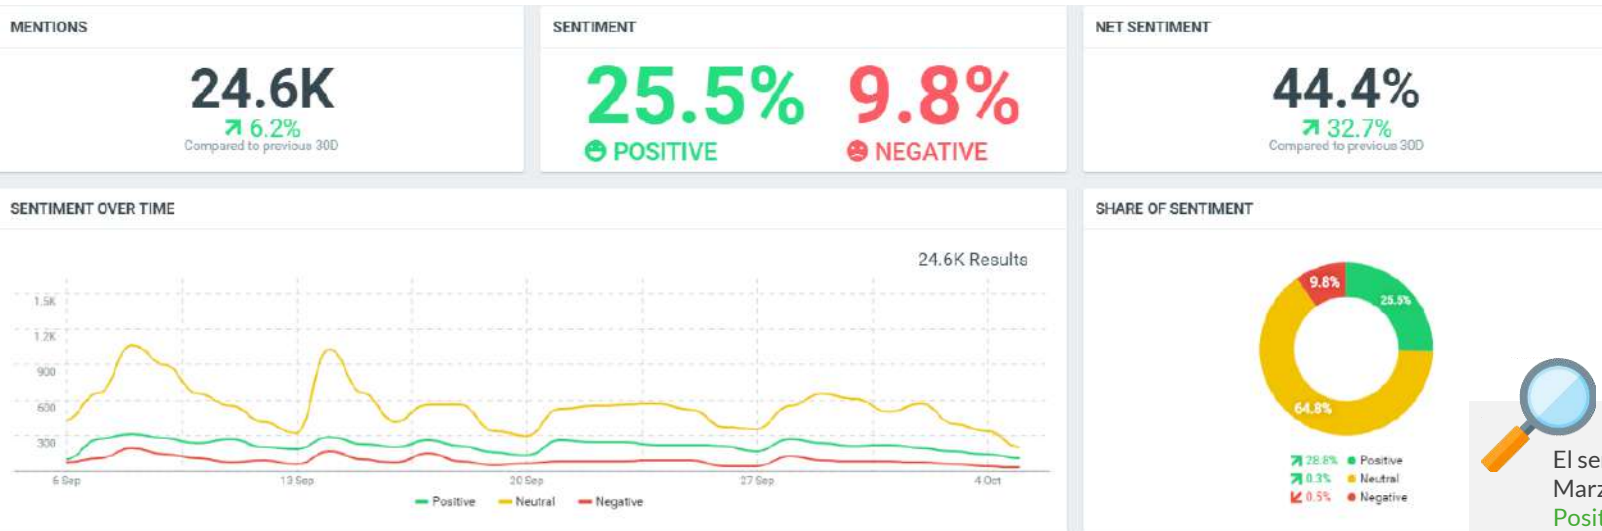 MENTIONS
24.6K
6.2%
Compared to previous 30D
SENTIMENT
25.5% 9.8%
POSITIVE NEGATIVE
NET SENTIMENT
44.4%
32.7%
Compared to previous 30D
SENTIMENT OVER TIME
24.6K Results
1.5K
1.2K
900
600
300
6 Sep 13 Sep 20 Sep 27 Sep 4 Oct
Positive Neutral Negative
SHARE OF SENTIMENT
9.8%
25.5%
64.8%
28.8% Positive
0.3% Neutral
0.5% Negative
El se
Marz
Posit